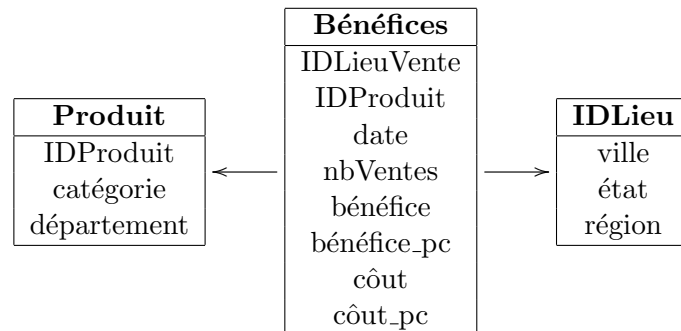 Produit
IDProduit
catégorie
département
Bénéfices
IDLieuVente
IDProduit
date
nbVentes
bénéfice
bénéfice_pc
coût
coût_pc
IDLieu
ville
état
région